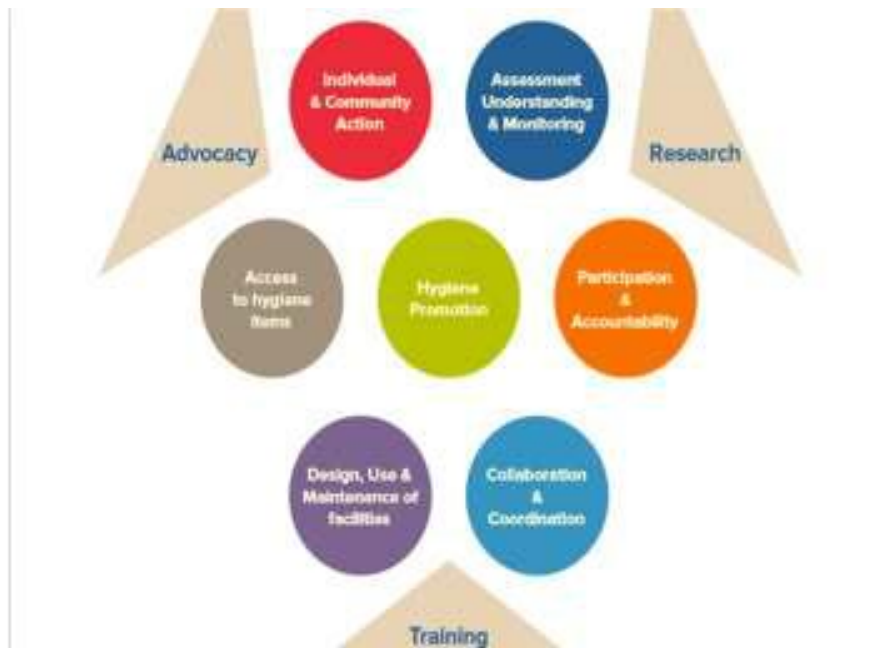 Individual
& Community
Action
Assessment
Understanding
& Monitoring
Advocacy
Research
Access
to hygiene
items
Hygiene
Promotion
Participation
&
Accountability
Design, Use &
Maintenance of
facilities
Collaboration
&
Coordination
Training